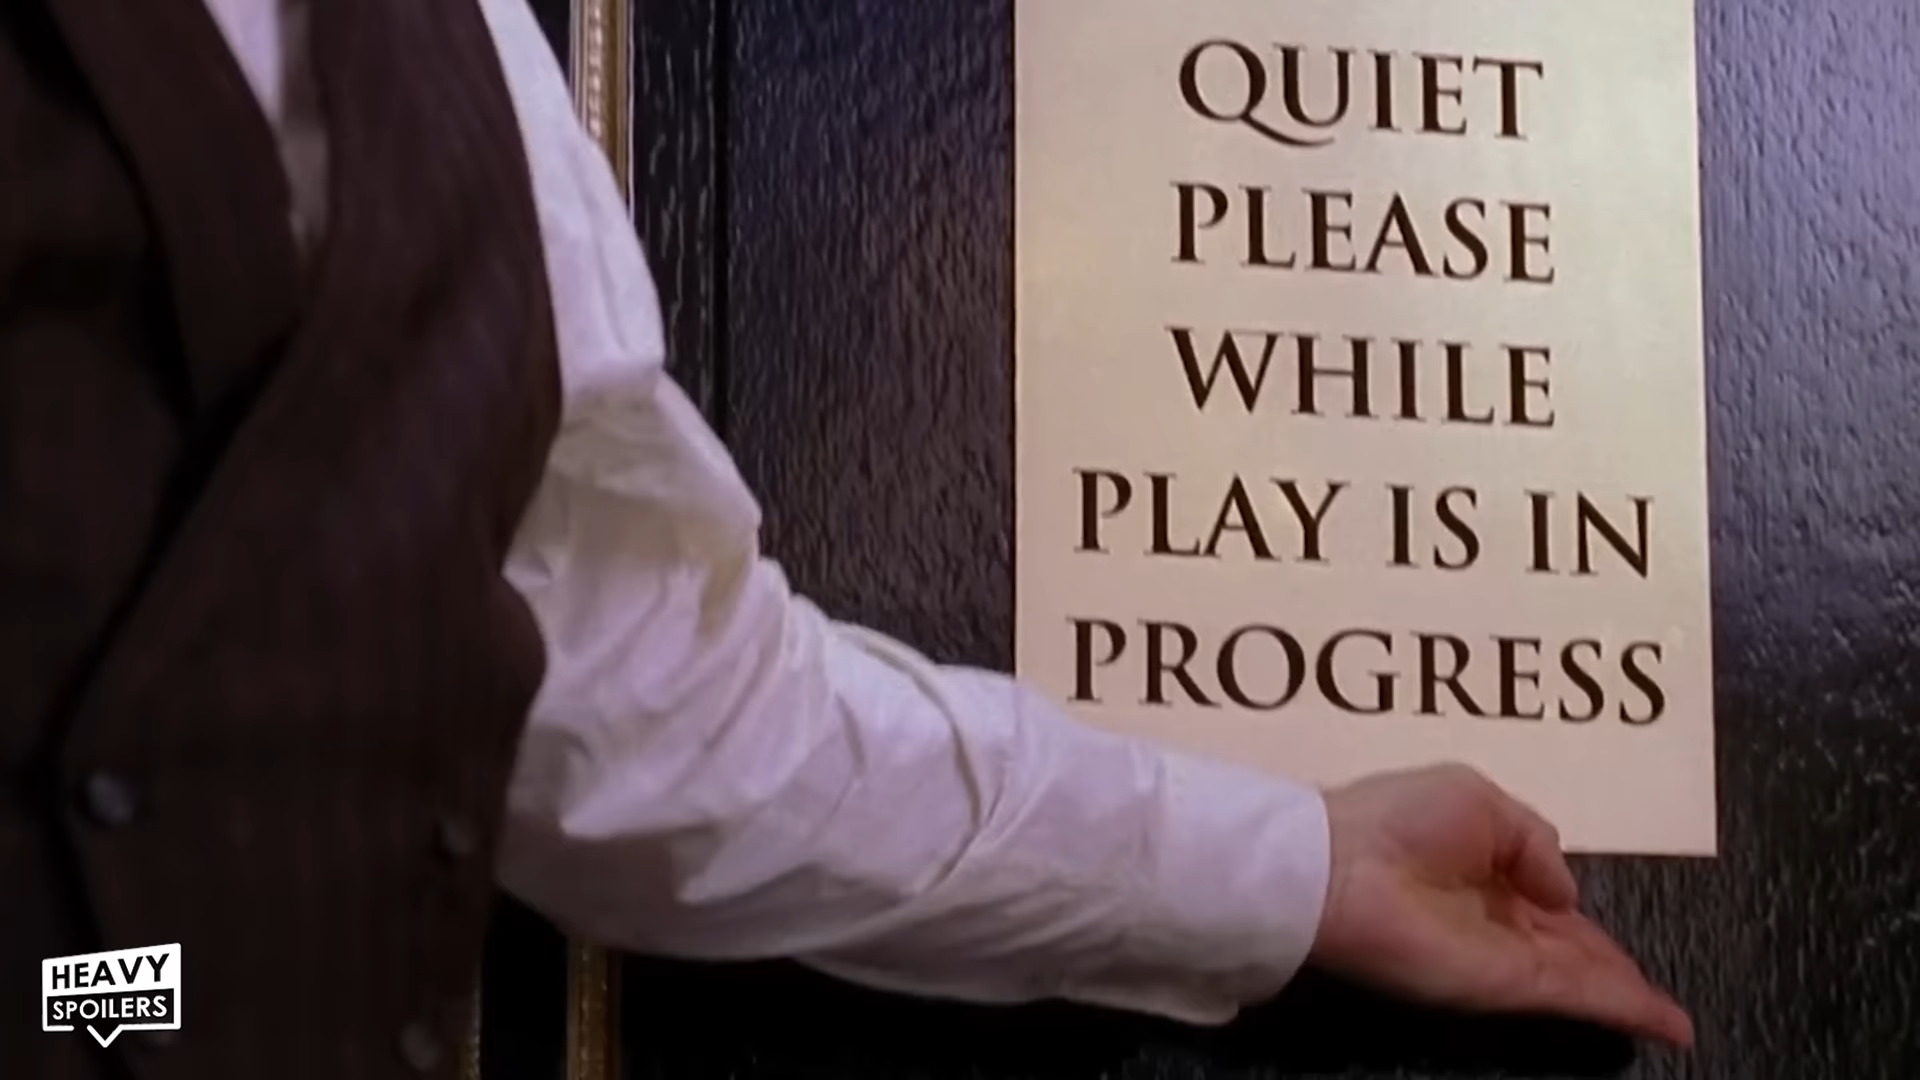 QUIET
PLEASE
WHILE
PLAY IS IN
PROGRESS
HEAVY
SPOILERS